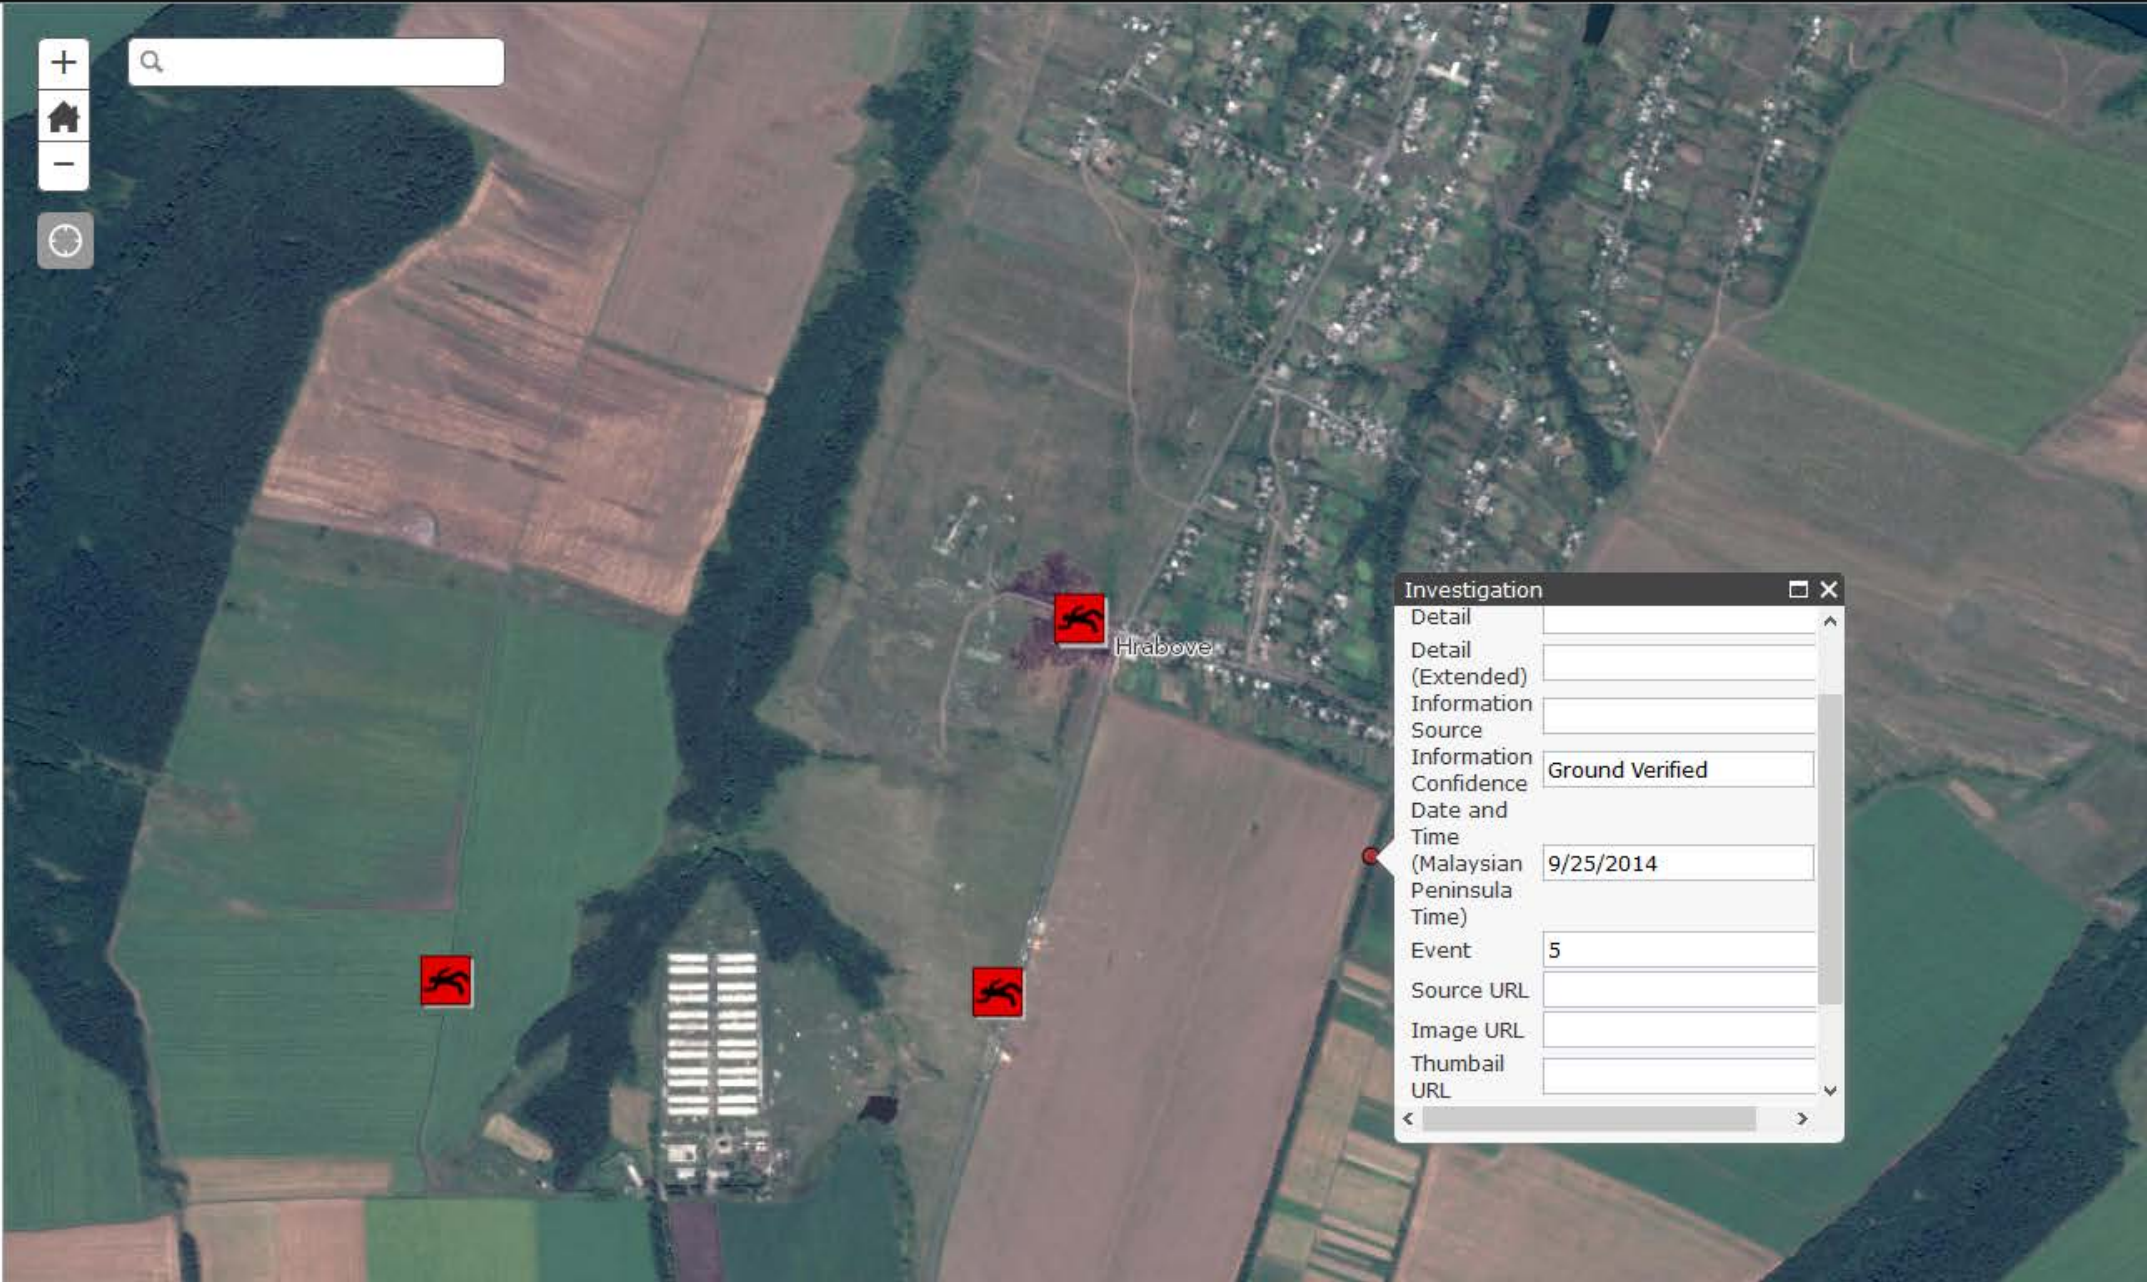 Hrabove
Investigation
Detail
Detail
(Extended)
Information
Source
Information
Confidence
Ground Verified
Date and
Time
(Malaysian
Peninsula
Time)
9/25/2014
Event
5
Source URL
Image URL
Thumbail
URL